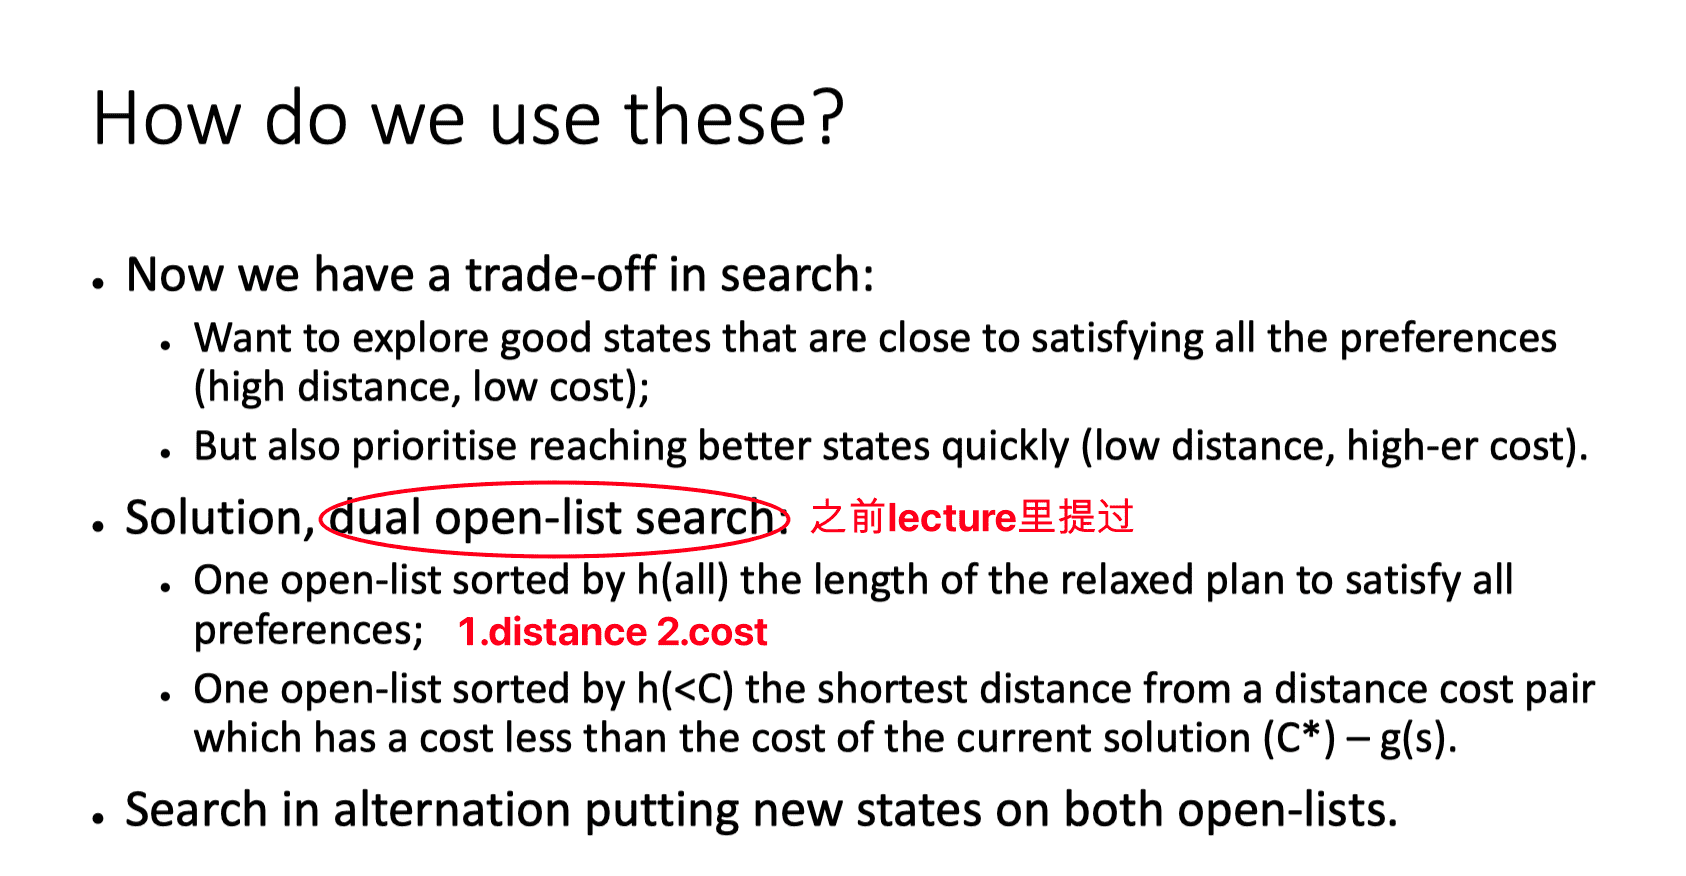 How do we use these?
• Now we have a trade-off in search:
• Want to explore good states that are close to satisfying all the preferences
(high distance, low cost);
• But also prioritise reaching better states quickly (low distance, high-er cost).
• Solution, dual open-list search: 之前lecture里提过
• One open-list sorted by h(all) the length of the relaxed plan to satisfy all
preferences; 1.distance 2.cost
• One open-list sorted by h(<C) the shortest distance from a distance cost pair
which has a cost less than the cost of the current solution (C*) – g(s).
• Search in alternation putting new states on both open-lists.